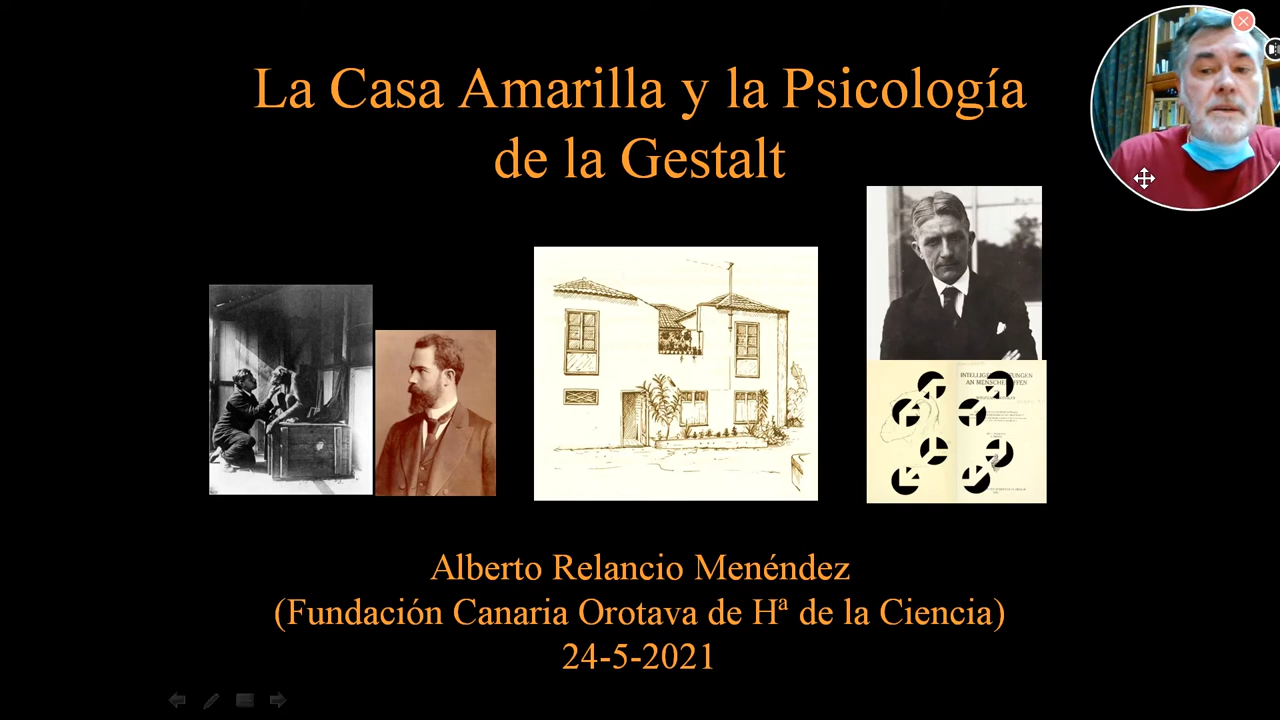 La Casa Amarilla y la Psicología
de la Gestalt
Alberto Relancio Menéndez
(Fundación Canaria Orotava de Hª de la Ciencia)
24-5-2021